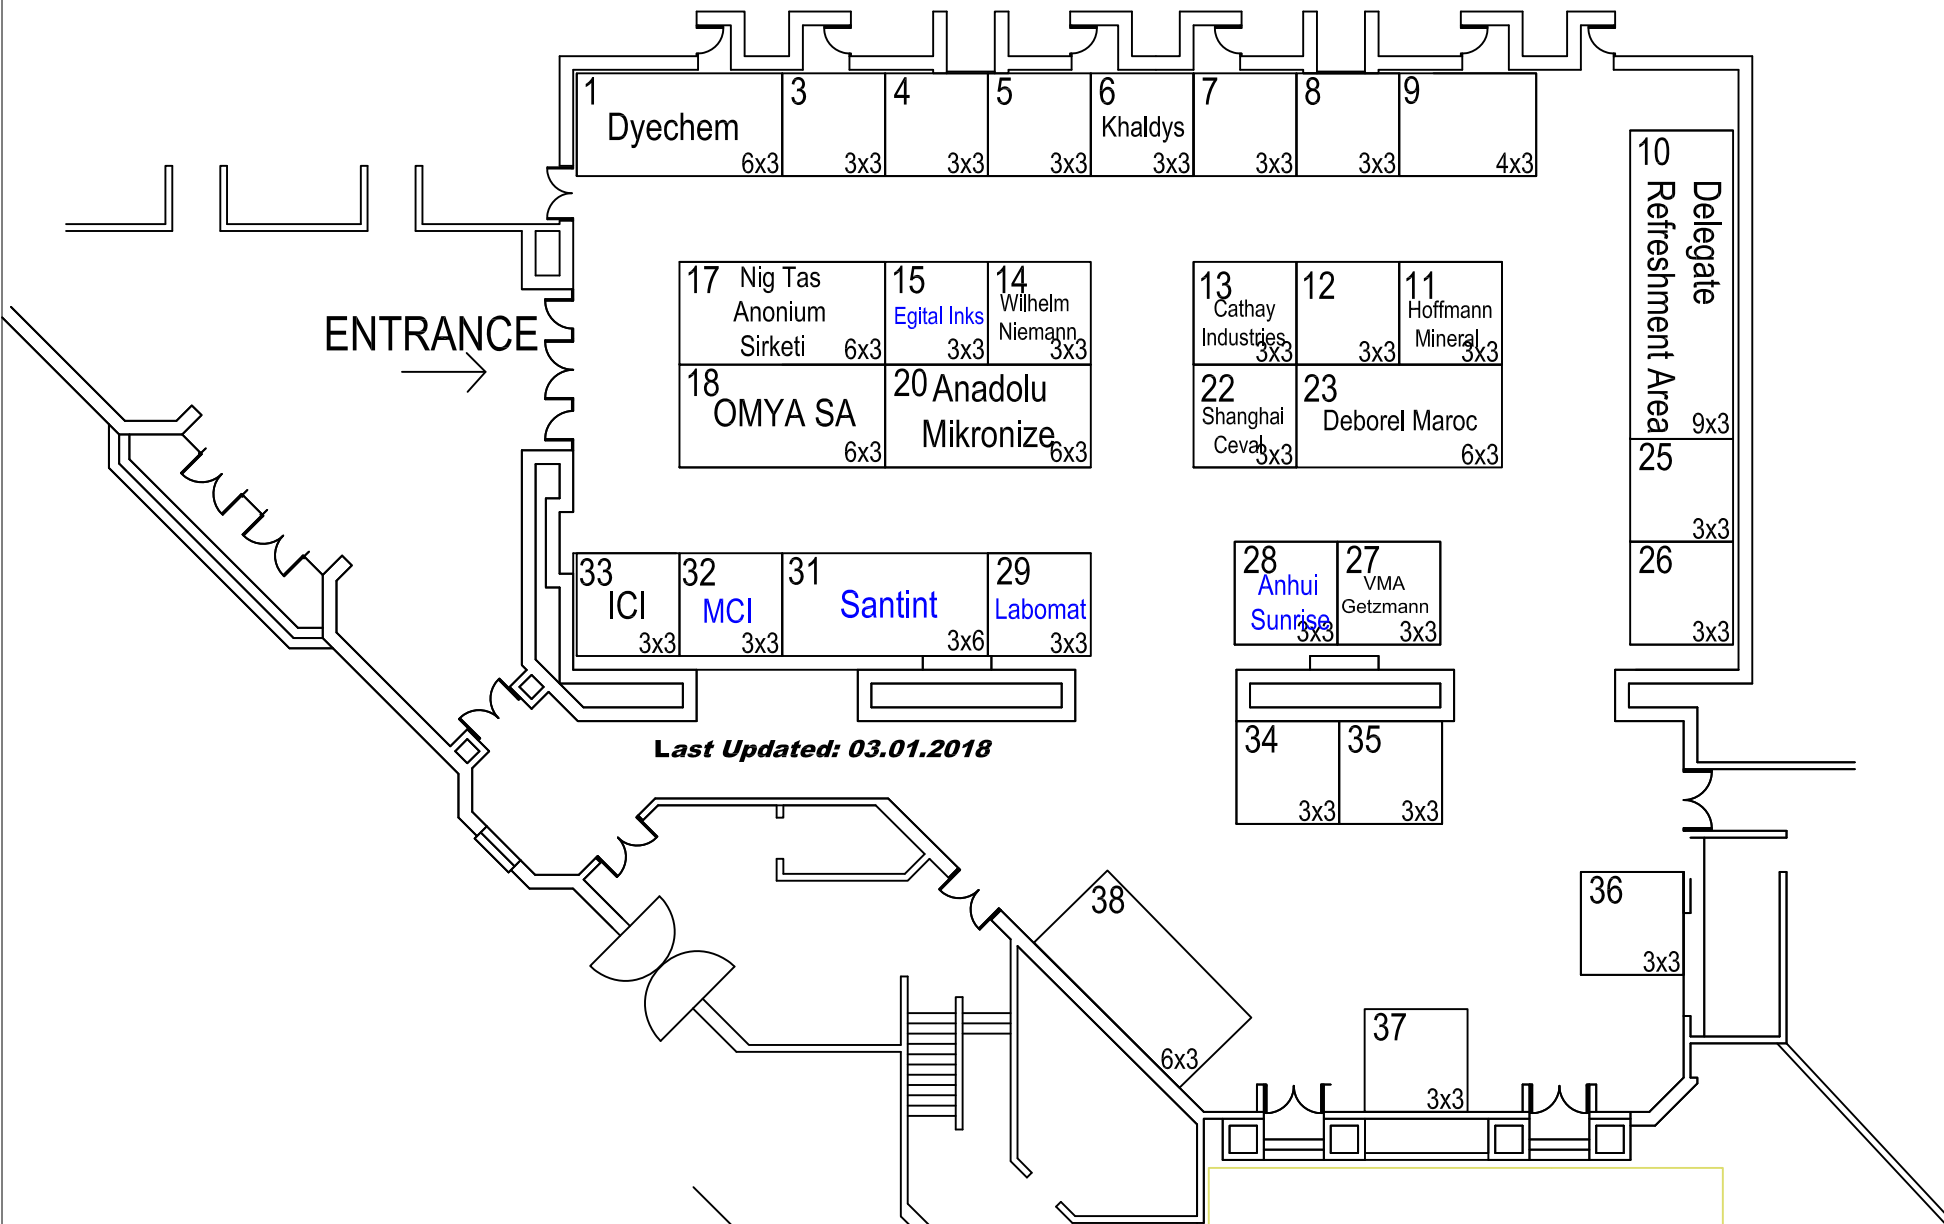 1
Dyechem
6x3
3
3x3
4
3x3
5
3x3
6
Khaldys
3x3
7
3x3
8
3x3
9
4x3
10
Delegate
Refreshment Area
9x3
ENTRANCE
17
Nig Tas
Anonium
Sirketi
6x3
15
Egital Inks
3x3
14
Wilhelm
Niemann
3x3
13
Cathay
Industries
3x3
12
3x3
11
Hoffmann
Mineral
3x3
18
OMYA SA
6x3
20
Anadolu
Mikronize
6x3
22
Shanghai
Ceval
3x3
23
Deborel Maroc
6x3
25
3x3
26
3x3
33
ICI
3x3
32
MCI
3x3
31
Santint
3x6
29
Labomat
3x3
28
Anhui
Sunrise
3x3
27
VMA
Getzmann
3x3
Last Updated: 03.01.2018
34
3x3
35
3x3
36
3x3
38
6x3
37
3x3